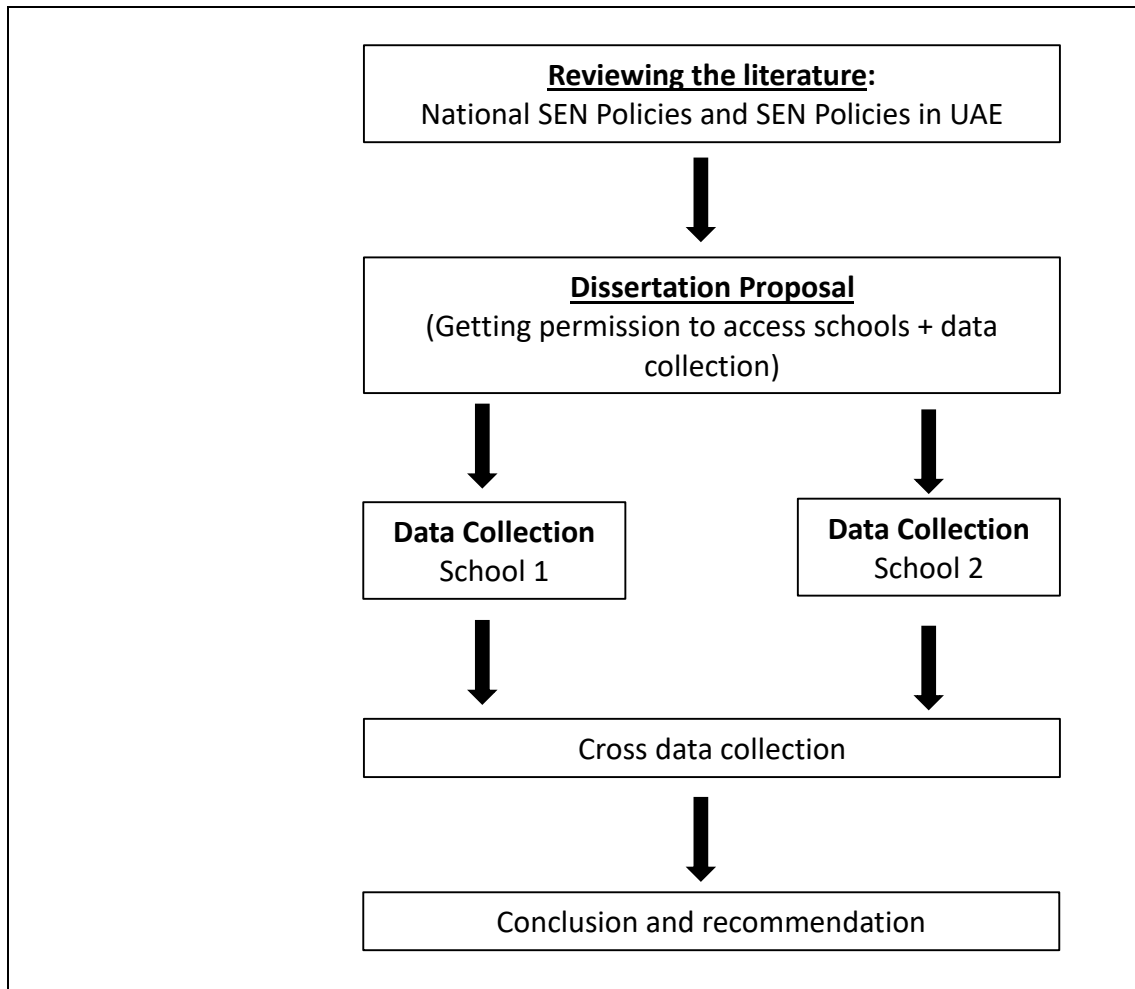 Reviewing the literature:
National SEN Policies and SEN Policies in UAE
Dissertation Proposal
(Getting permission to access schools + data
collection)
Data Collection
School 1
Data Collection
School 2
Cross data collection
Conclusion and recommendation